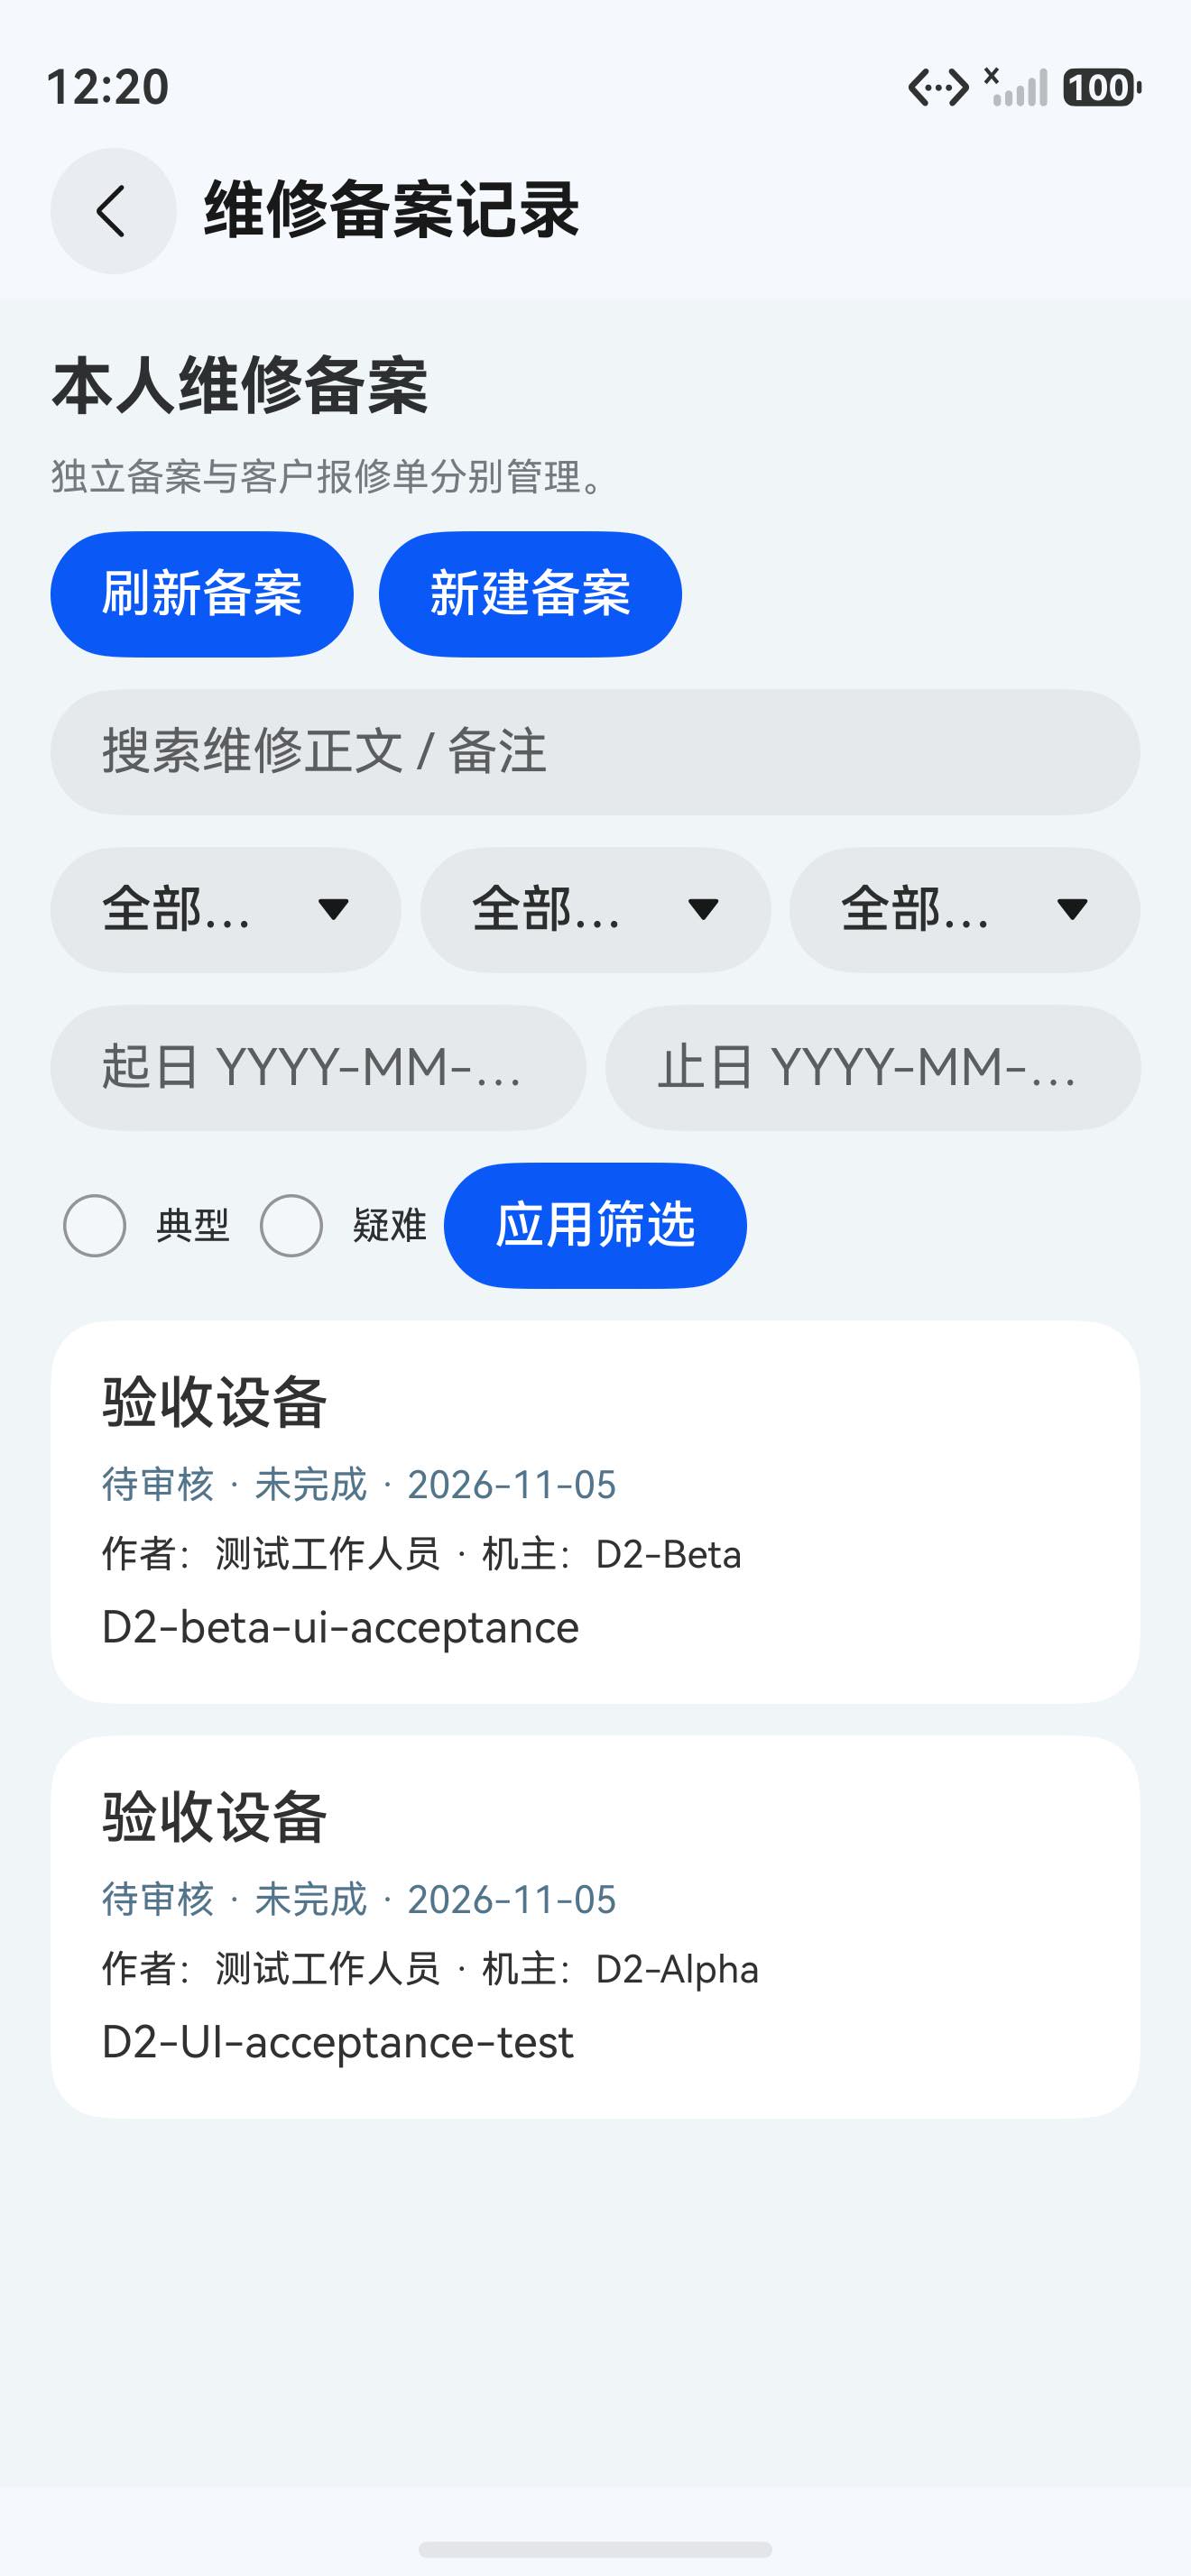 12:20
100
维修备案记录
本人维修备案
独立备案与客户报修单分别管理。
刷新备案 新建备案
搜索维修正文 / 备注
全部... 全部... 全部...
起日 YYYY-MM-... 止日 YYYY-MM-...
典型 疑难 应用筛选
验收设备
待审核 · 未完成 · 2026-11-05
作者：测试工作人员 · 机主：D2-Beta
D2-beta-ui-acceptance
验收设备
待审核 · 未完成 · 2026-11-05
作者：测试工作人员 · 机主：D2-Alpha
D2-UI-acceptance-test